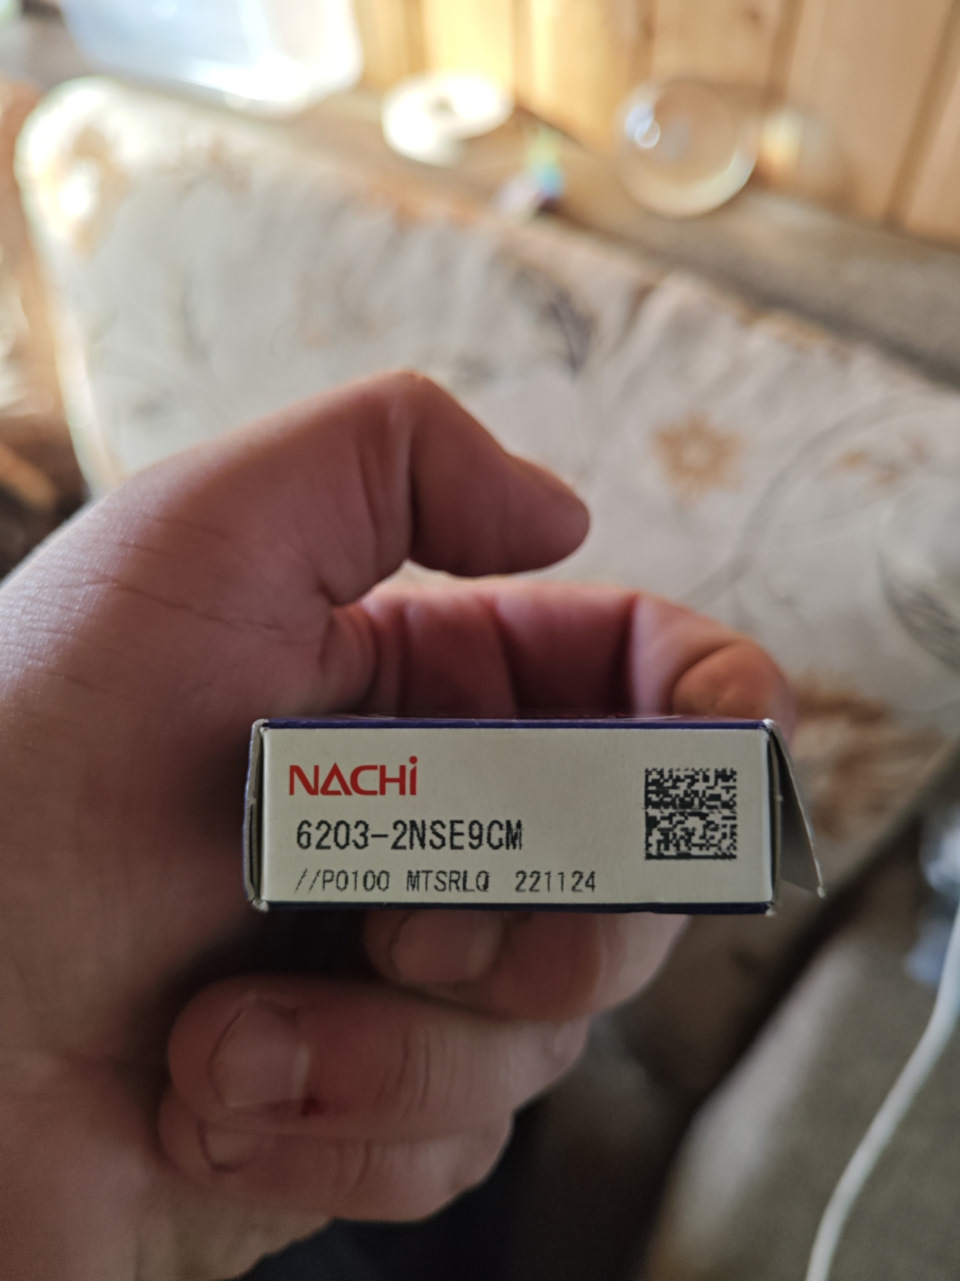 NACHi
6203-2NSE9CM
//P0100 MTSRLQ 221124